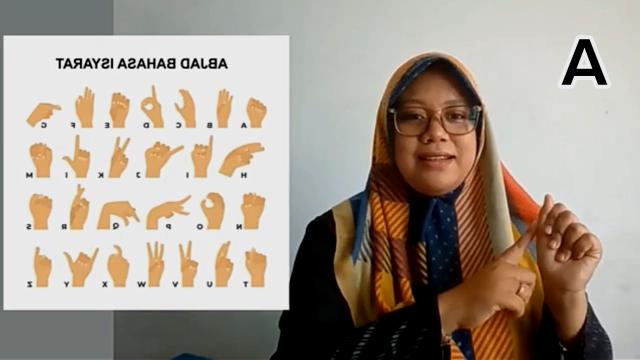 A
ABJAD BAHASA ISYARAT
A B C D E F G
H I J K L M
N O P Q R S
T U V W X Y Z